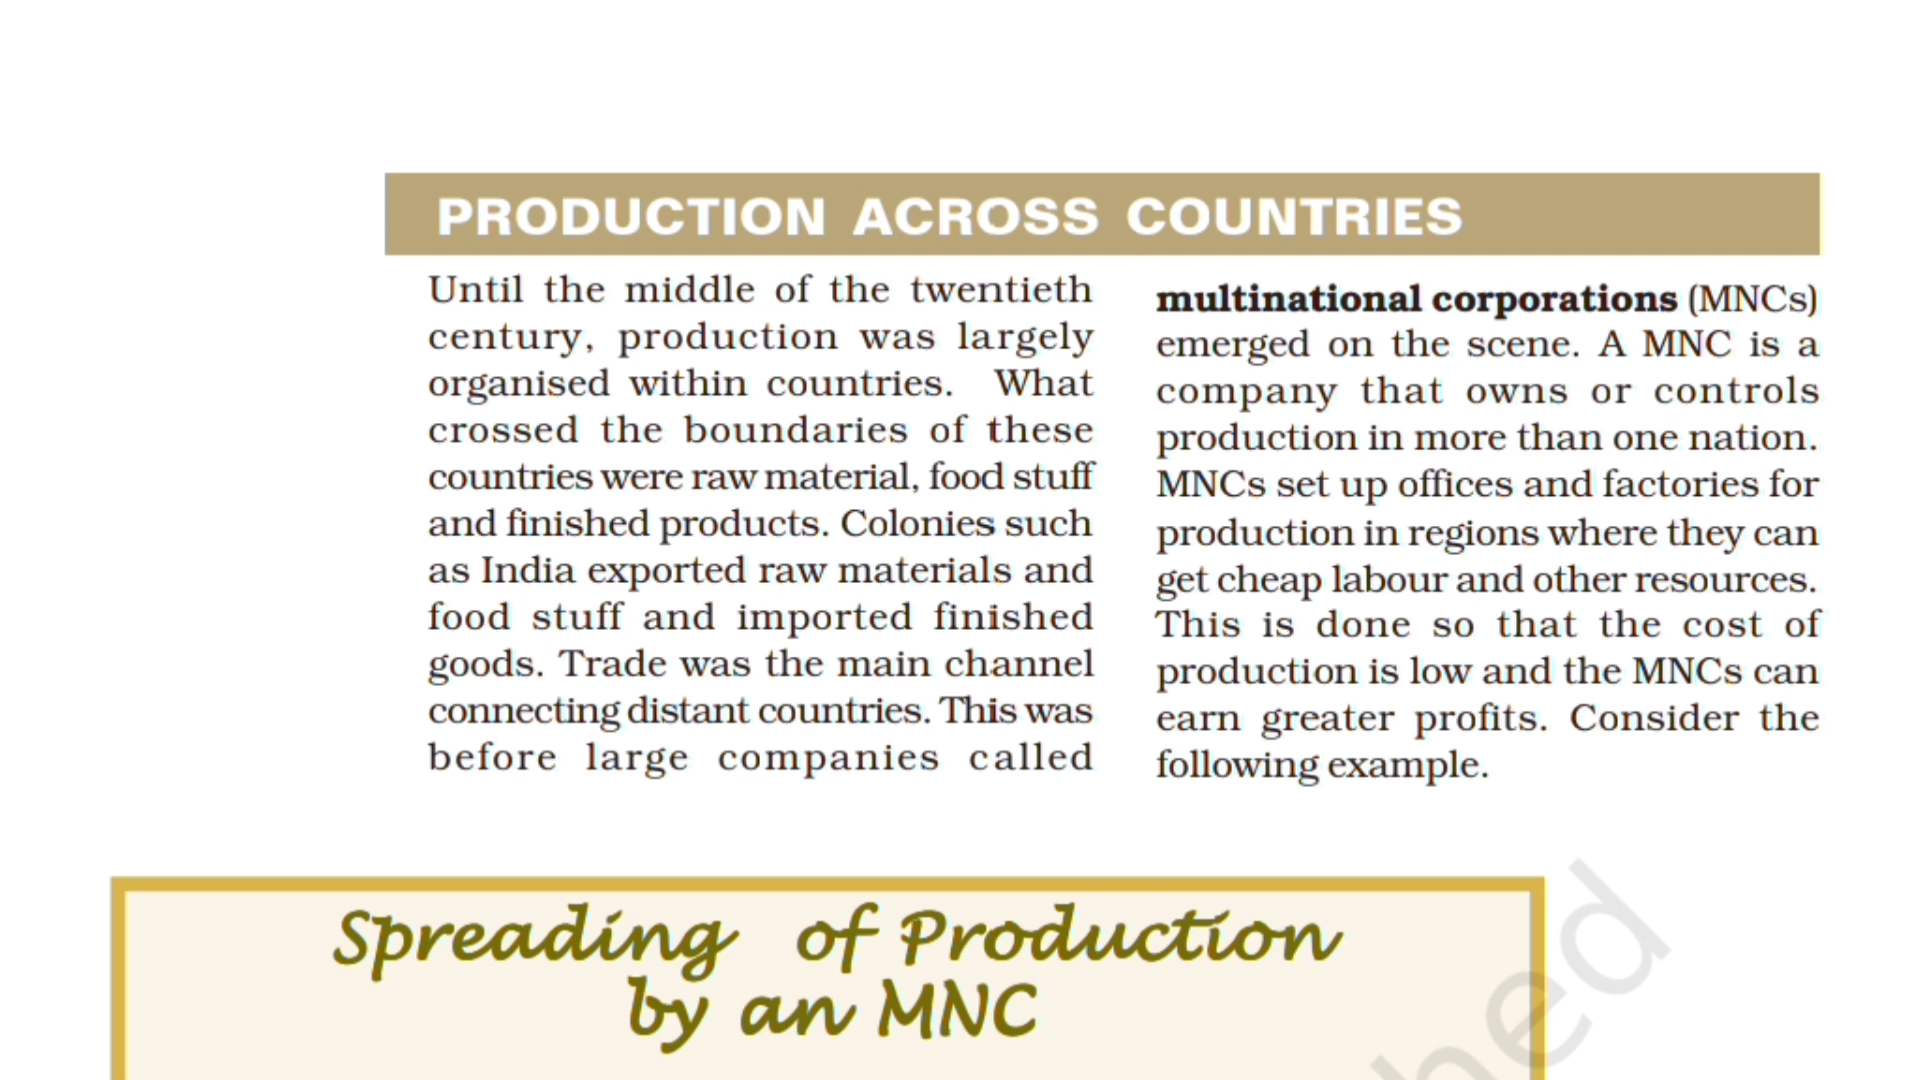 PRODUCTION ACROSS COUNTRIES
Until the middle of the twentieth
century, production was largely
organised within countries. What
crossed the boundaries of these
countries were raw material, food stuff
and finished products. Colonies such
as India exported raw materials and
food stuff and imported finished
goods. Trade was the main channel
connecting distant countries. This was
before large companies called
multinational corporations (MNCs)
emerged on the scene. A MNC is a
company that owns or controls
production in more than one nation.
MNCs set up offices and factories for
production in regions where they can
get cheap labour and other resources.
This is done so that the cost of
production is low and the MNCs can
earn greater profits. Consider the
following example.
Spreading of Production
by an MNC